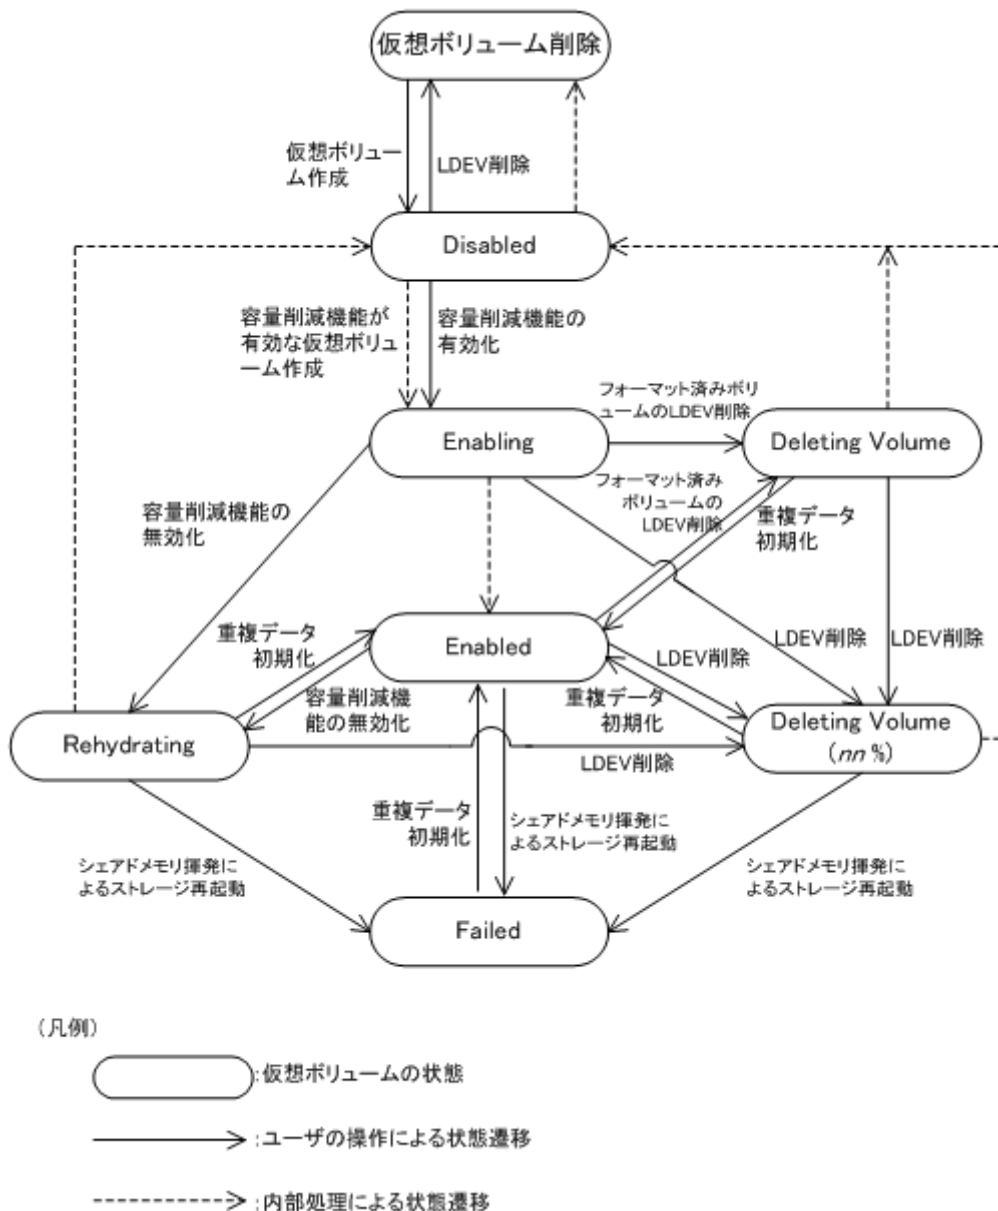 仮想ボリューム削除
仮想ボリュー
ム作成
LDEV削除
Disabled
容量削減機能が
有効な仮想ボリュ
ーム作成
容量削減機能の
有効化
Enabling
フォーマット済みボリ
ュームのLDEV削除
Deleting Volume
容量削減機能の
無効化
フォーマット済み
ボリュームの
LDEV削除
重複データ
初期化
重複データ
初期化
Enabled
LDEV削除
LDEV削除
LDEV削除
容量削減機
能の無効化
重複データ
初期化
Rehydrating
Deleting Volume
(nn %)
LDEV削除
重複データ
初期化
シェアドメモリ揮発に
よるストレージ再起動
シェアドメモリ揮発に
よるストレージ再起動
シェアドメモリ揮発に
よるストレージ再起動
Failed
(凡例)
:仮想ボリュームの状態
:ユーザの操作による状態遷移
:内部処理による状態遷移